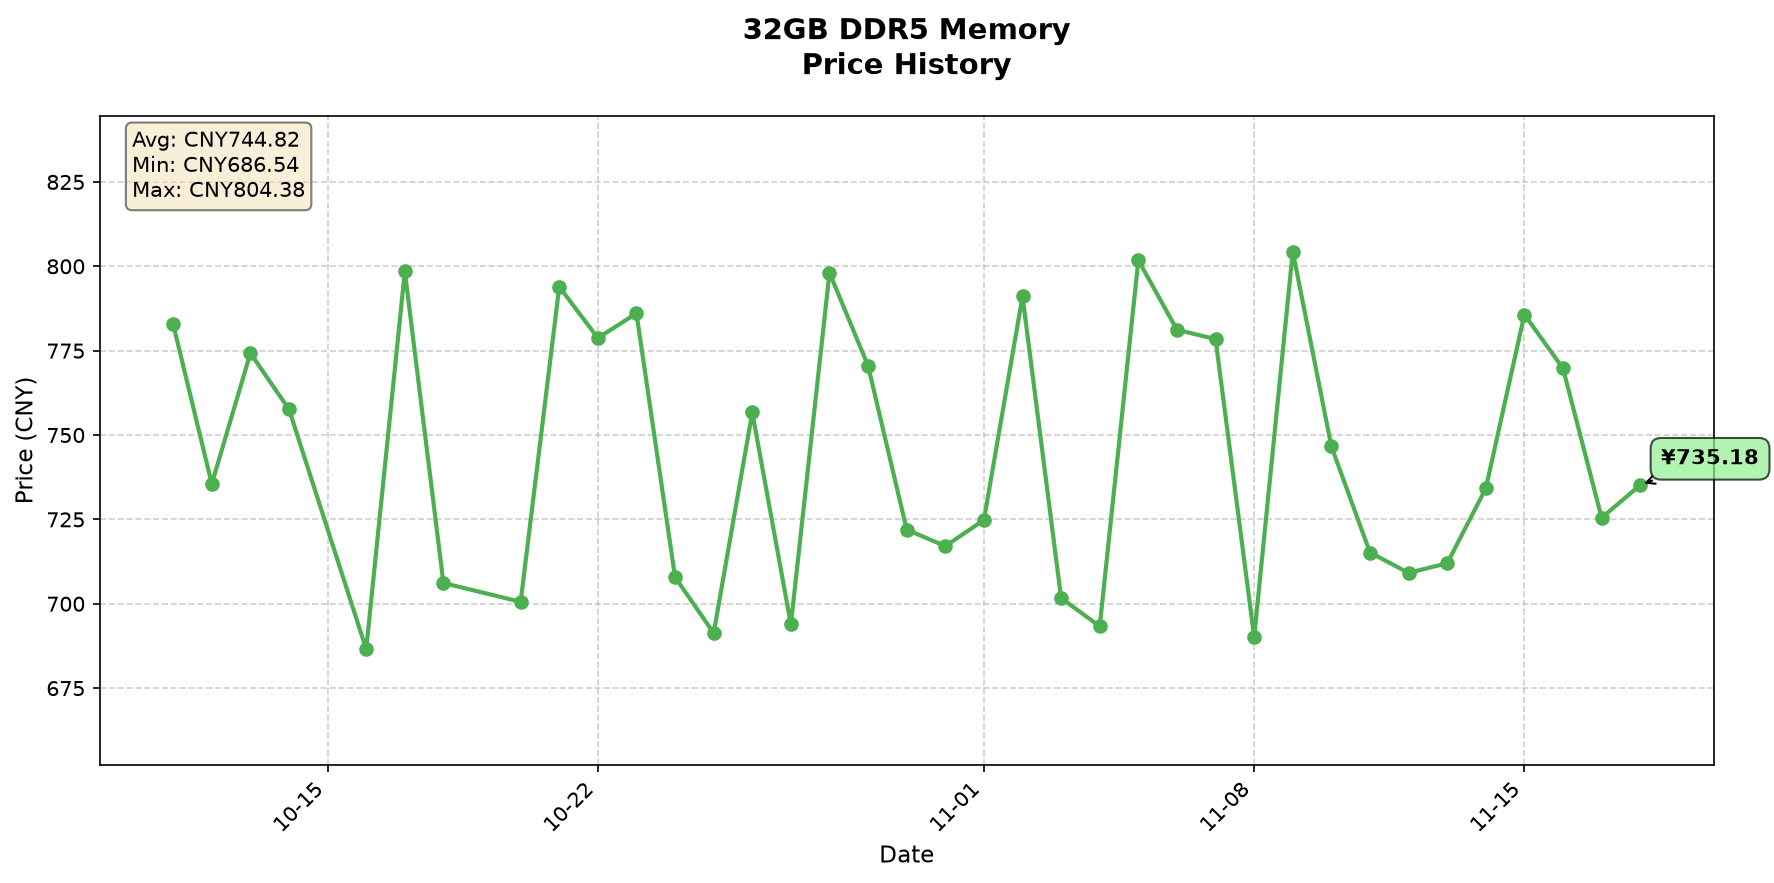 32GB DDR5 Memory
Price History
Avg: CNY744.82
Min: CNY686.54
Max: CNY804.38
825
800
775
750
725
700
675
Price (CNY)
¥735.18
10-15
10-22
11-01
11-08
11-15
Date